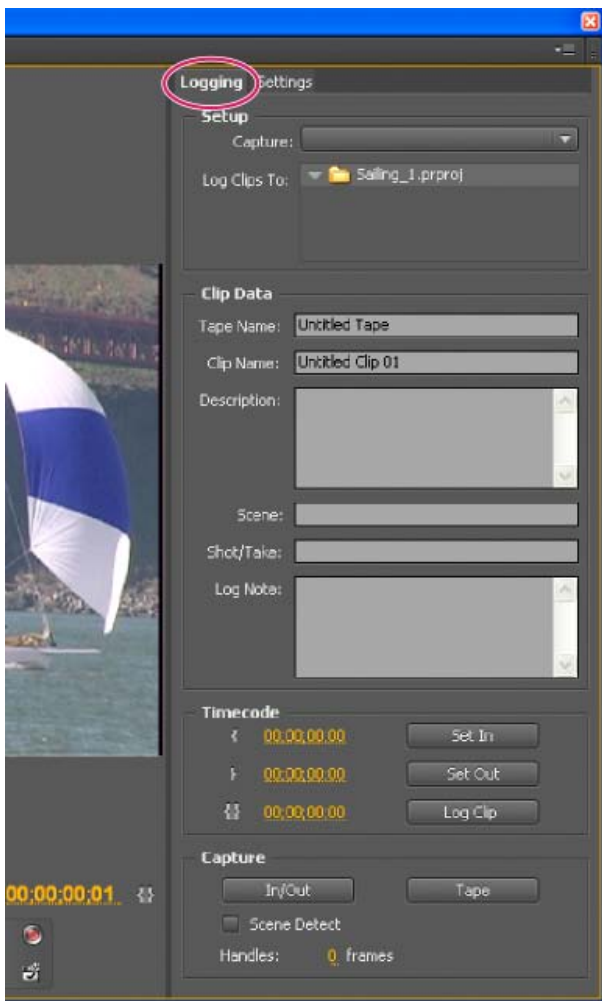 Logging Settings
Setup
Capture:
Log Clips To: Sailing_1.prproj
Clip Data
Tape Name: Untitled Tape
Clip Name: Untitled Clip 01
Description:
Scene:
Shot/Take:
Log Note:
Timecode
{ 00;00;00;00 Set In
} 00;00;00;00 Set Out
{} 00;00;00;00 Log Clip
Capture
00;00;00;01 {}
In/Out Tape
Scene Detect
Handles: 0 frames